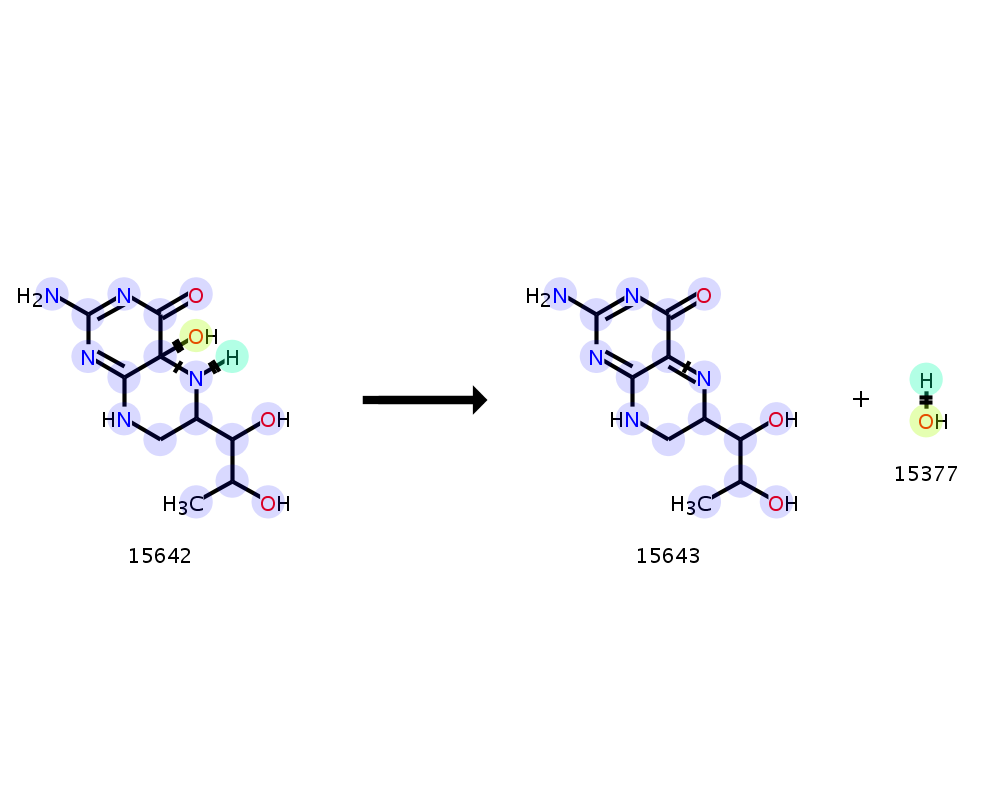 H2N N O
OH
N H
N
HN OH
H3C OH
15642
H2N N O
N N
HN OH
H3C OH
15643
+
H
OH
15377